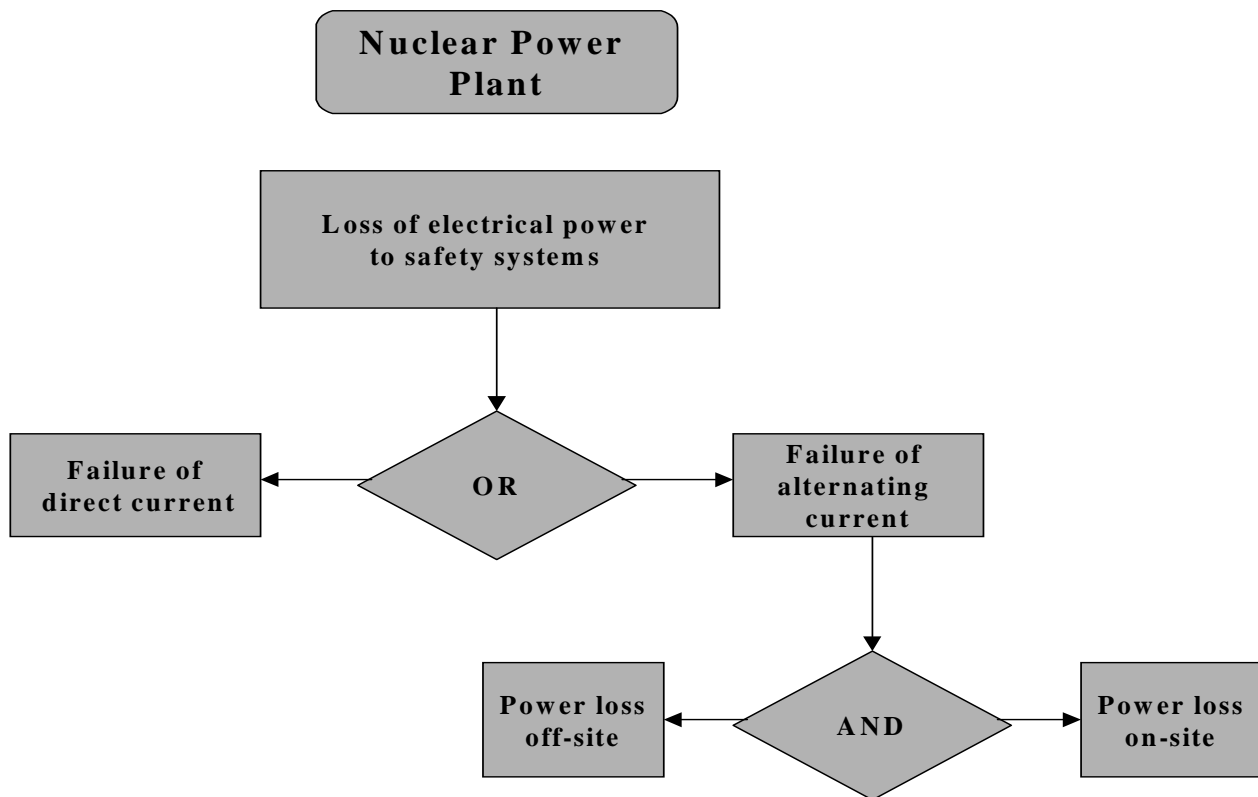 Nuclear Power
Plant
Loss of electrical power
to safety systems
Failure of
direct current
OR
Failure of
alternating
current
Power loss
off-site
AND
Power loss
on-site